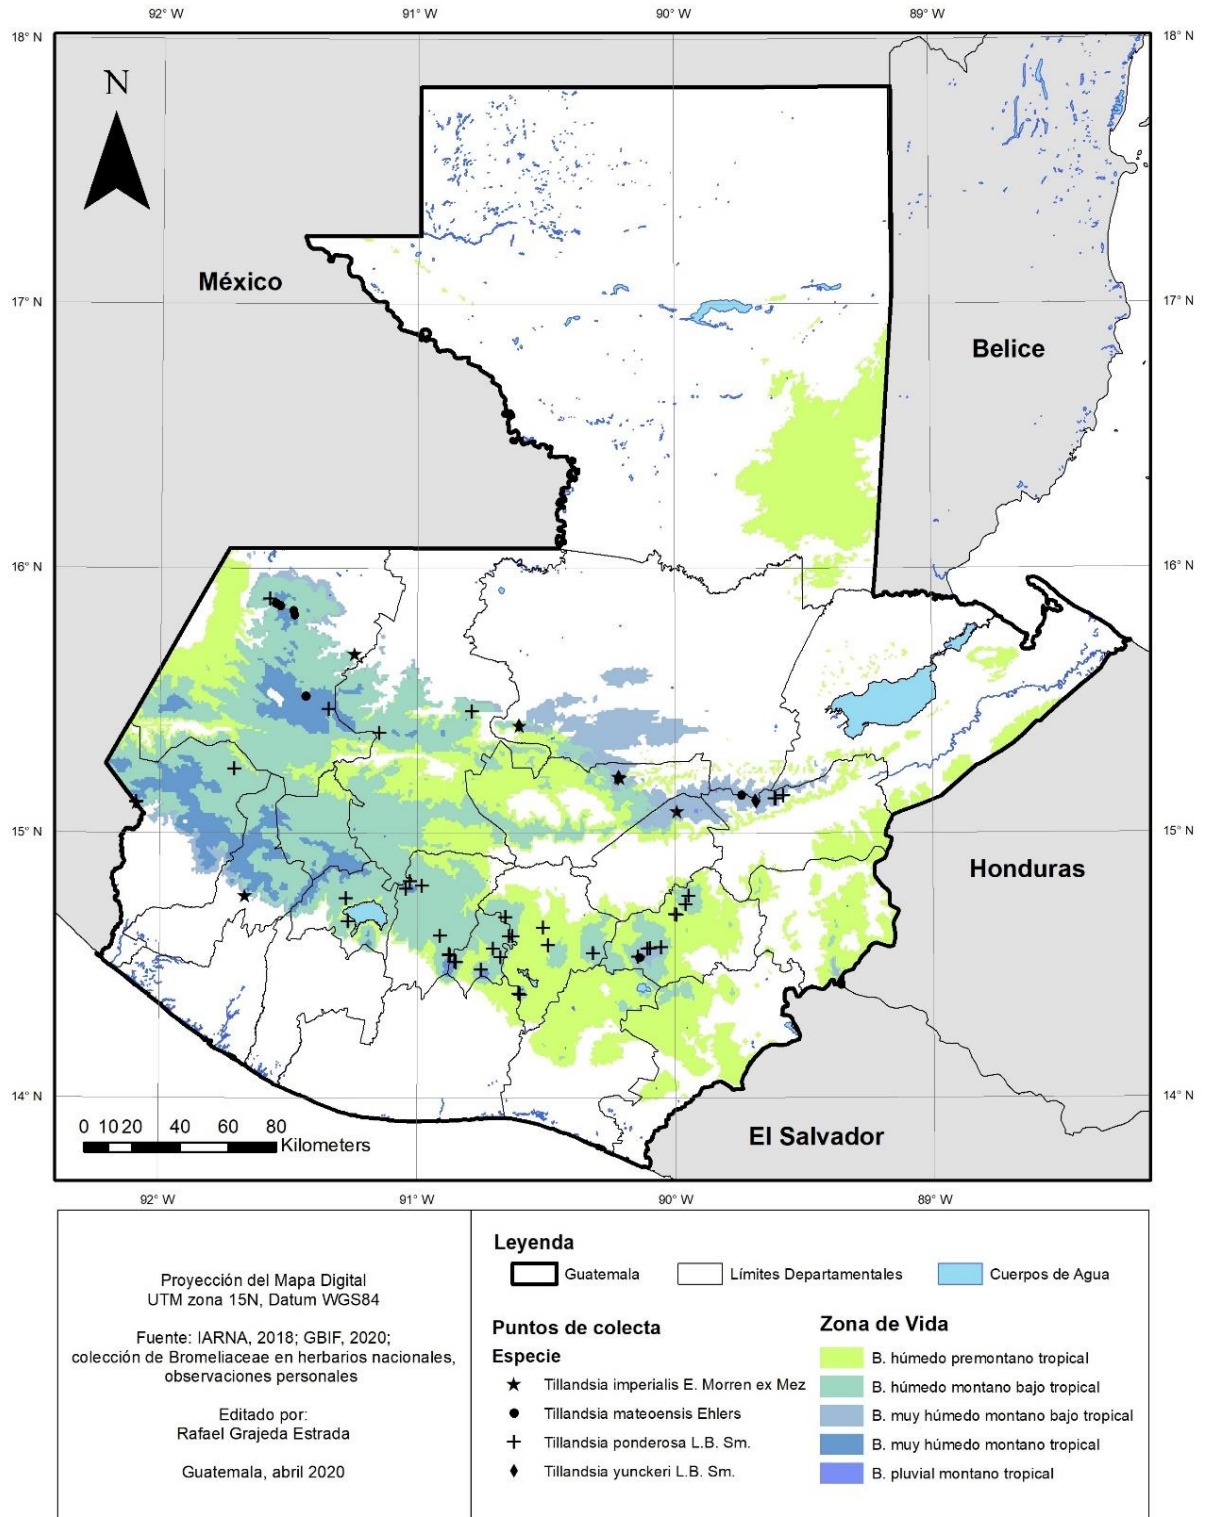 92° W
91° W
90° W
89° W
18° N
18° N
N
México
17° N
17° N
Belice
16° N
16° N
15° N
15° N
Honduras
14° N
14° N
0 10 20 40 60 80
Kilometers
El Salvador
92° W
91° W
90° W
89° W
Proyección del Mapa Digital
UTM zona 15N, Datum WGS84
Fuente: IARNA, 2018; GBIF, 2020;
colección de Bromeliaceae en herbarios nacionales,
observaciones personales
Editado por:
Rafael Grajeda Estrada
Guatemala, abril 2020
Leyenda
Guatemala
Límites Departamentales
Cuerpos de Agua
Puntos de colecta
Especie
Tillandsia imperialis E. Morren ex Mez
Tillandsia mateoensis Ehlers
Tillandsia ponderosa L.B. Sm.
Tillandsia yunckeri L.B. Sm.
Zona de Vida
B. húmedo premontano tropical
B. húmedo montano bajo tropical
B. muy húmedo montano bajo tropical
B. muy húmedo montano tropical
B. pluvial montano tropical